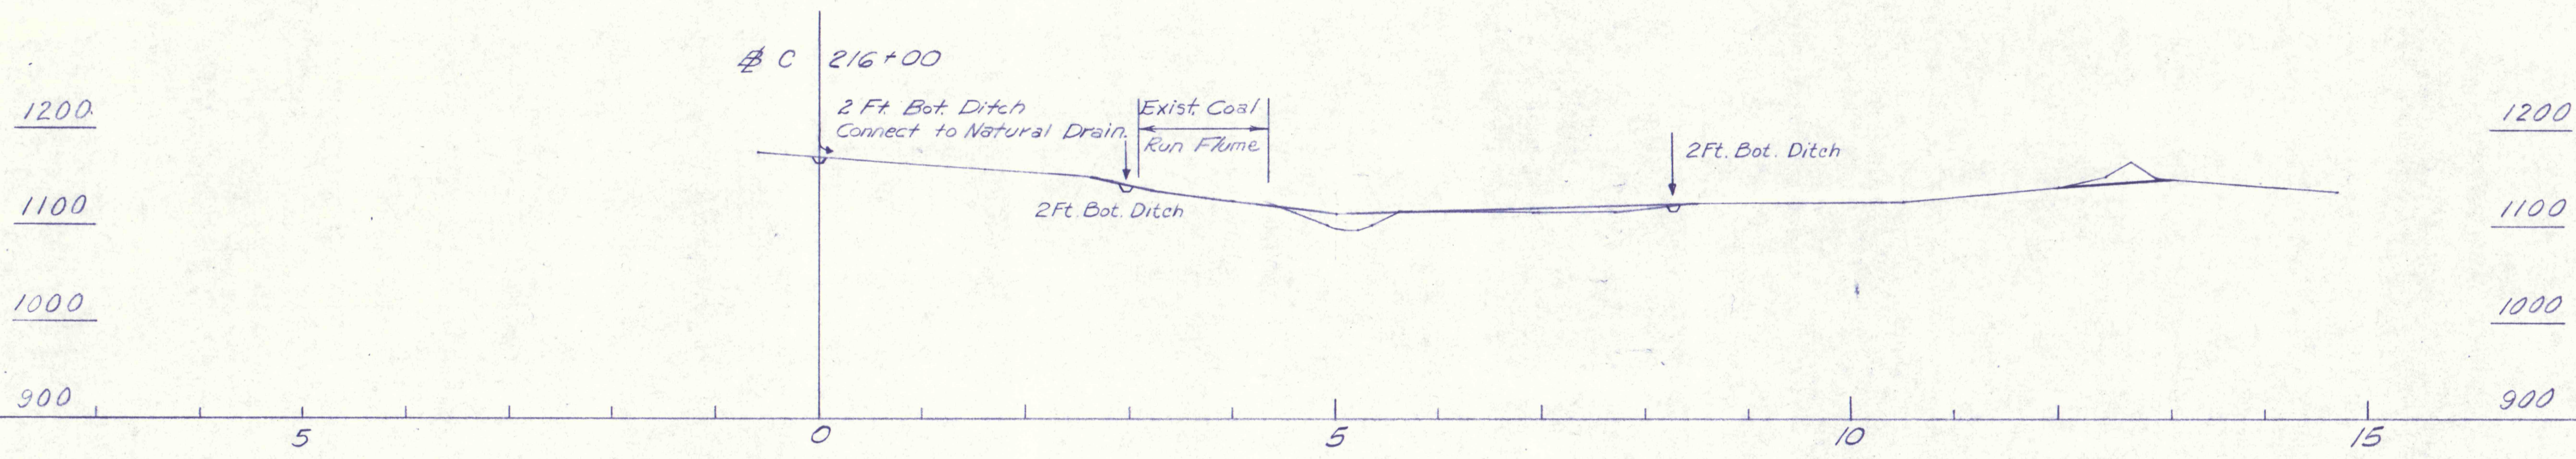 ℄ C 216+00
1200
1200
2 Ft. Bot. Ditch
Connect to Natural Drain.
Exist. Coal
Run Flume
2Ft. Bot. Ditch
1100
2Ft. Bot. Ditch
1100
1000
1000
900
900
5 0 5 10 15